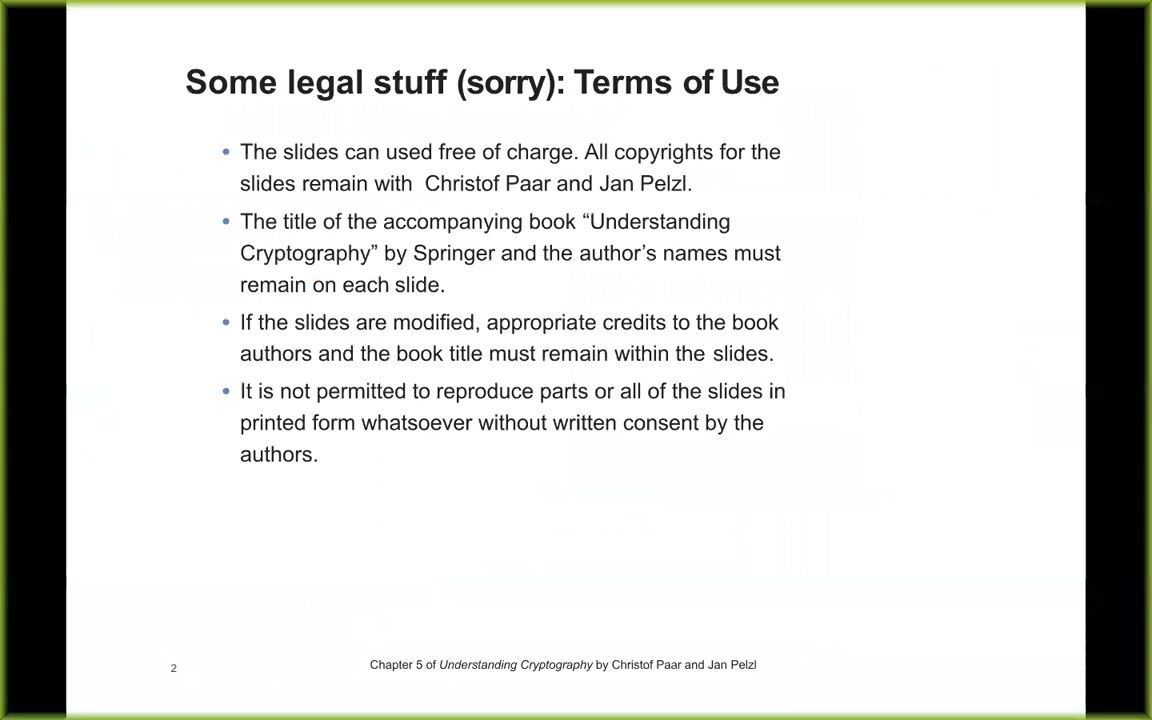 Some legal stuff (sorry): Terms of Use
• The slides can used free of charge. All copyrights for the
slides remain with Christof Paar and Jan Pelzl.
• The title of the accompanying book “Understanding
Cryptography” by Springer and the author’s names must
remain on each slide.
• If the slides are modified, appropriate credits to the book
authors and the book title must remain within the slides.
• It is not permitted to reproduce parts or all of the slides in
printed form whatsoever without written consent by the
authors.
2
Chapter 5 of Understanding Cryptography by Christof Paar and Jan Pelzl